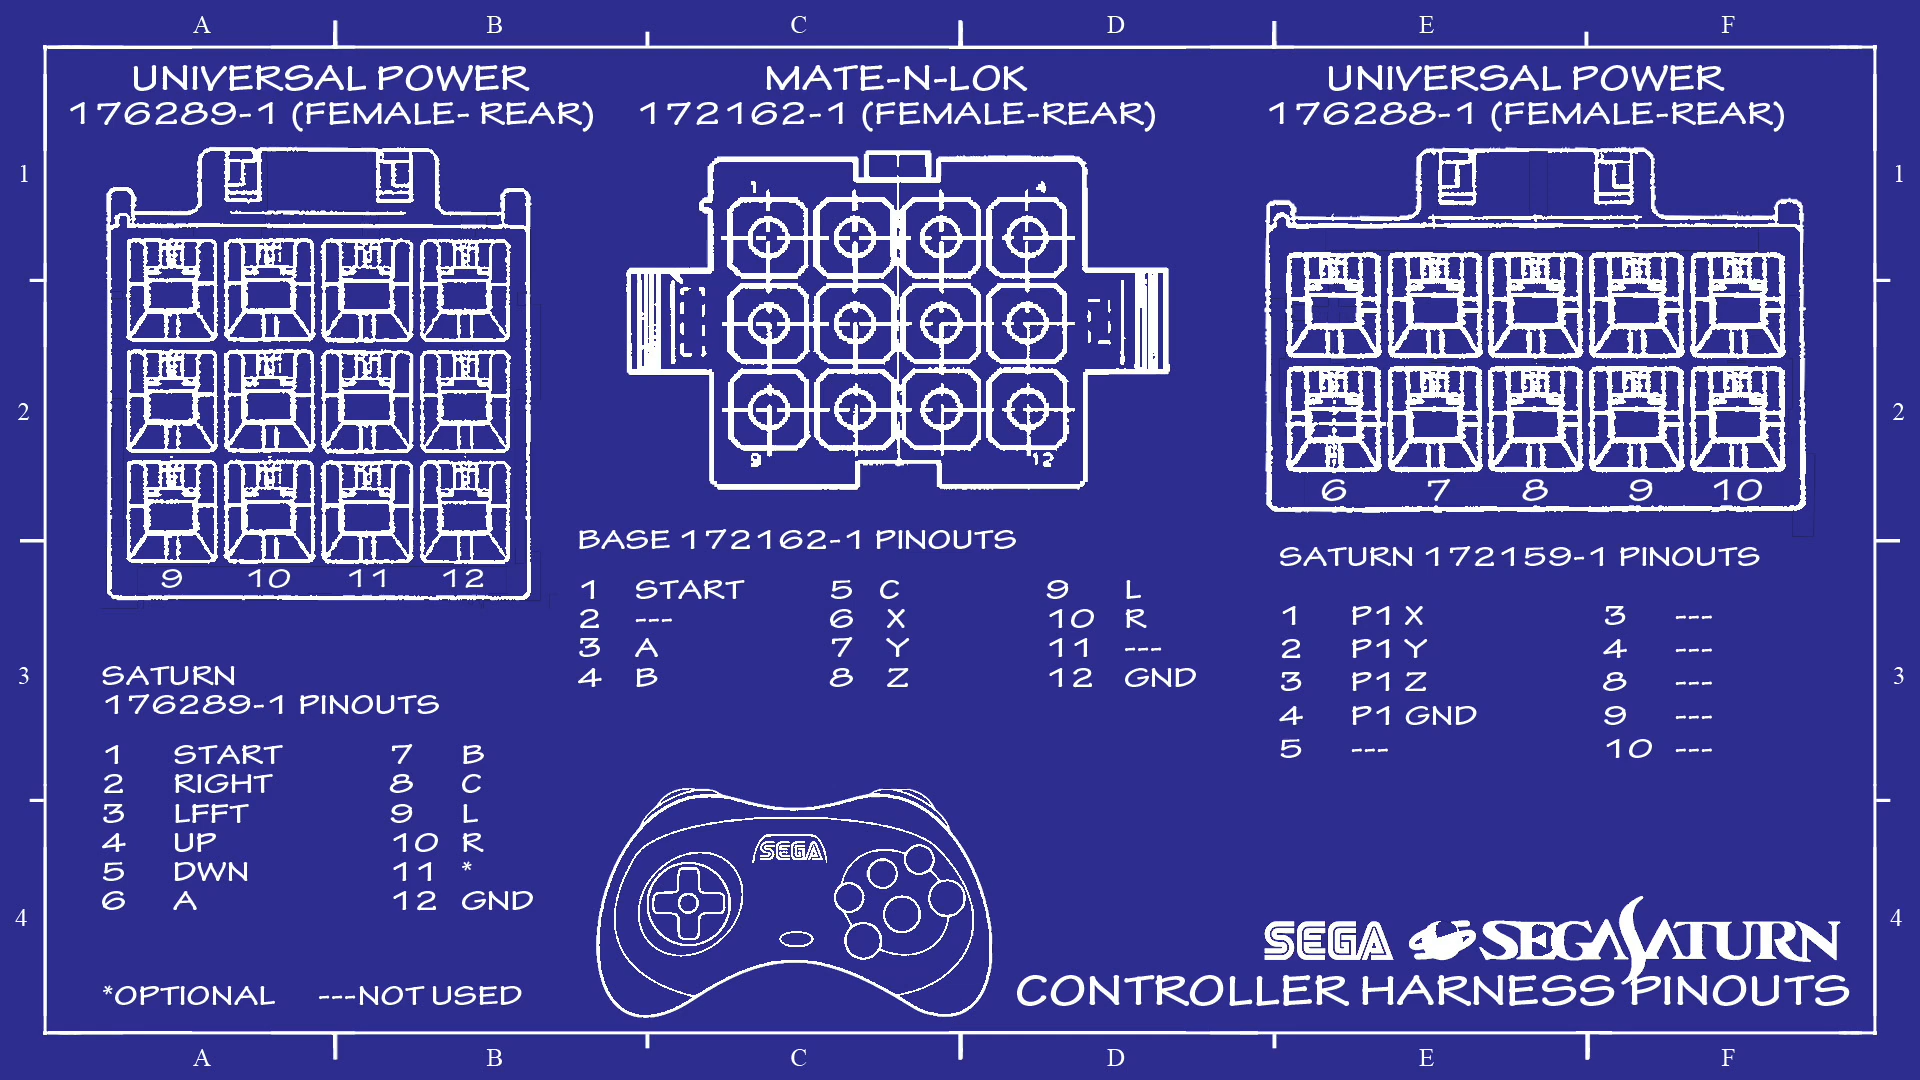 A B C D E F
UNIVERSAL POWER
176289-1 (FEMALE- REAR)
MATE-N-LOK
172162-1 (FEMALE-REAR)
UNIVERSAL POWER
176288-1 (FEMALE-REAR)
1 1
2 2
3 3
4 4
9 10 11 12
1 4
9 12
6 7 8 9 10
SATURN
176289-1 PINOUTS
1 START 7 B
2 RIGHT 8 C
3 LFFT 9 L
4 UP 10 R
5 DWN 11 *
6 A 12 GND
*OPTIONAL ---NOT USED
BASE 172162-1 PINOUTS
1 START 5 C 9 L
2 --- 6 X 10 R
3 A 7 Y 11 ---
4 B 8 Z 12 GND
SEGA
SATURN 172159-1 PINOUTS
1 P1 X 3 ---
2 P1 Y 4 ---
3 P1 Z 8 ---
4 P1 GND 9 ---
5 --- 10 ---
SEGA SEGA SATURN
CONTROLLER HARNESS PINOUTS
A B C D E F